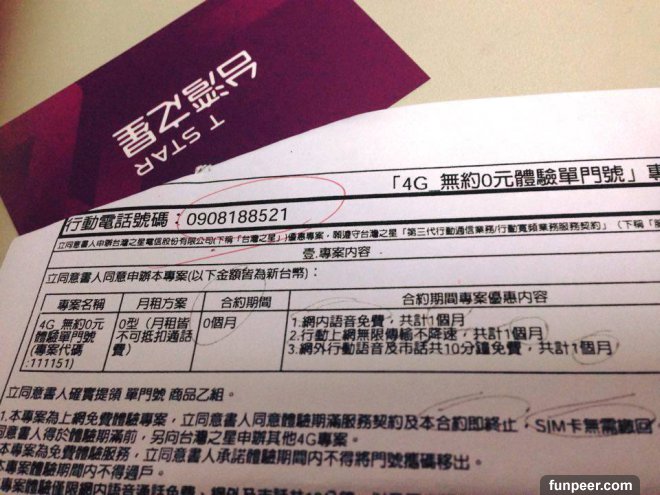 台灣之星
T STAR
「4G_無約0元體驗單門號」專
行動電話號碼：0908188521
立同意書人申辦台灣之星電信股份有限公司(下稱「台灣之星」)優惠專案，願遵守台灣之星「第三代行動通信業務/行動寬頻業務服務契約」（下稱「服
壹.專案內容
立同意書人同意申辦本專案(以下金額皆為新台幣)：
專案名稱 月租方案 合約期間 合約期間專案優惠內容
4G_無約0元體驗單門號(專案代碼:111151)
0型（月租皆不可抵扣通話費）
0個月
1.網內語音免費，共計1個月
2.行動上網無限傳輸不降速，共計1個月
3.網外行動語音及市話共10分鐘免費，共計1個月
立同意書人確實提領 單門號 商品乙組。
1.本專案為上網免費體驗專案，立同意書人同意體驗期滿服務契約及本合約即終止，SIM卡無需繳回
同意書人得於體驗期滿前，另向台灣之星申辦其他4G專案。
本專案為免費體驗服務，立同意書人承諾體驗期間內不得將門號攜碼移出。
本專案體驗期間內不得過戶。
funpeer.com